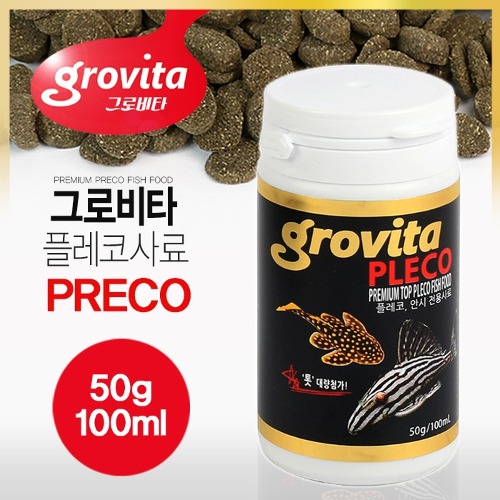 grovita
그로비타
PREMIUM PRECO FISH FOOD
그로비타
플레코사료
PRECO
50g
100ml
grovita
PLECO
PREMIUM TOP PLECO FISH FOOD
플레코, 안시 전용사료
'톳' 대량첨가!
50g/100mL